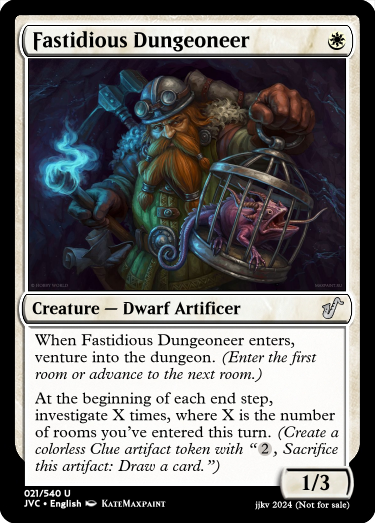 Fastidious Dungeoneer
© HOBBY WORLD
Creature — Dwarf Artificer
When Fastidious Dungeoneer enters,
venture into the dungeon. (Enter the first
room or advance to the next room.)
At the beginning of each end step,
investigate X times, where X is the number
of rooms you’ve entered this turn. (Create a
colorless Clue artifact token with “2, Sacrifice
this artifact: Draw a card.”)
1/3
021/540 U
JVC • English KateMaxpaint
jjkv 2024 (Not for sale)